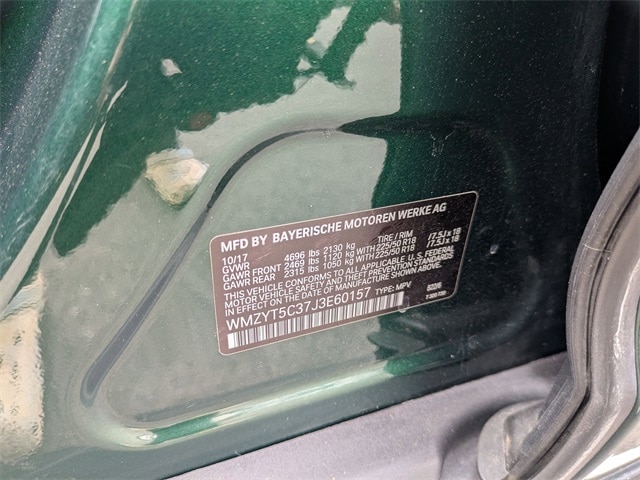 MFD BY BAYERISCHE MOTOREN WERKE AG
10/17 TIRE / RIM
GVWR 4696 lbs 2130 kg
GAWR FRONT 2469 lbs 1120 kg WITH 225/50 R18 /7.5J x 18
GAWR REAR 2315 lbs 1050 kg WITH 225/50 R18 /7.5J x 18
THIS VEHICLE CONFORMS TO ALL APPLICABLE U.S. FEDERAL
MOTOR VEHICLE SAFETY AND THEFT PREVENTION STANDARDS
IN EFFECT ON THE DATE OF MANUFACTURE SHOWN ABOVE.
WMZYT5C37J3E60157 TYPE: MPV